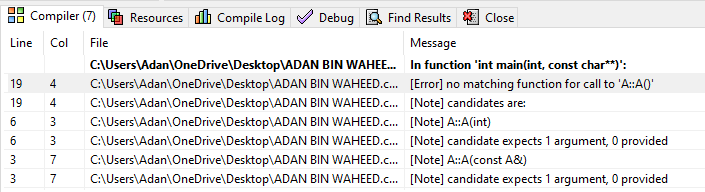 Compiler (7) Resources Compile Log Debug Find Results Close
Line Col File Message
C:\Users\Adan\OneDrive\Desktop\ADAN BIN WAHEE... In function 'int main(int, const char**)':
19 4 C:\Users\Adan\OneDrive\Desktop\ADAN BIN WAHEED.c... [Error] no matching function for call to 'A::A()'
19 4 C:\Users\Adan\OneDrive\Desktop\ADAN BIN WAHEED.c... [Note] candidates are:
6 3 C:\Users\Adan\OneDrive\Desktop\ADAN BIN WAHEED.c... [Note] A::A(int)
6 3 C:\Users\Adan\OneDrive\Desktop\ADAN BIN WAHEED.c... [Note] candidate expects 1 argument, 0 provided
3 7 C:\Users\Adan\OneDrive\Desktop\ADAN BIN WAHEED.c... [Note] A::A(const A&)
3 7 C:\Users\Adan\OneDrive\Desktop\ADAN BIN WAHEED.c... [Note] candidate expects 1 argument, 0 provided